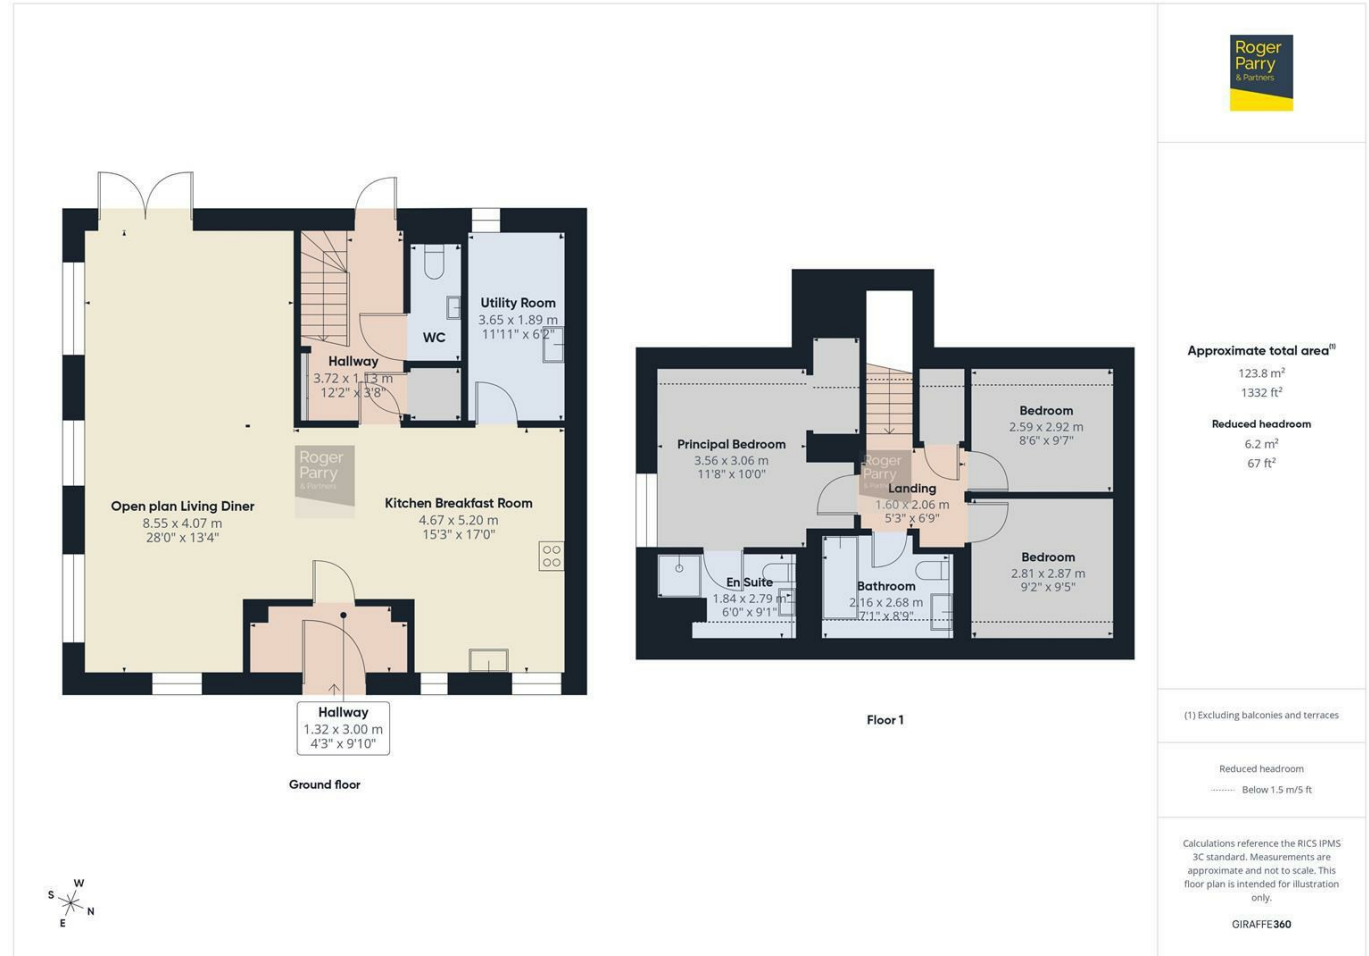 Roger
Parry
& Partners
Approximate total area(1)
123.8 m²
1332 ft²
Reduced headroom
6.2 m²
67 ft²
(1) Excluding balconies and terraces
Reduced headroom
Below 1.5 m/5 ft
Calculations reference the RICS IPMS
3C standard. Measurements are
approximate and not to scale. This
floor plan is intended for illustration
only.
GIRAFFE360
Utility Room
3.65 x 1.89 m
11'11" x 6'2"
WC
Hallway
3.72 x 1.13 m
12'2" x 3'8"
Roger
Parry
& Partners
Open plan Living Diner
8.55 x 4.07 m
28'0" x 13'4"
Kitchen Breakfast Room
4.67 x 5.20 m
15'3" x 17'0"
Hallway
1.32 x 3.00 m
4'3" x 9'10"
Ground floor
Principal Bedroom
3.56 x 3.06 m
11'8" x 10'0"
Bedroom
2.59 x 2.92 m
8'6" x 9'7"
Roger
Parry
Landing
1.60 x 2.06 m
5'3" x 6'9"
Bedroom
2.81 x 2.87 m
9'2" x 9'5"
En Suite
1.84 x 2.79 m
6'0" x 9'1"
Bathroom
2.16 x 2.68 m
7'1" x 8'9"
Floor 1
W
S
N
E